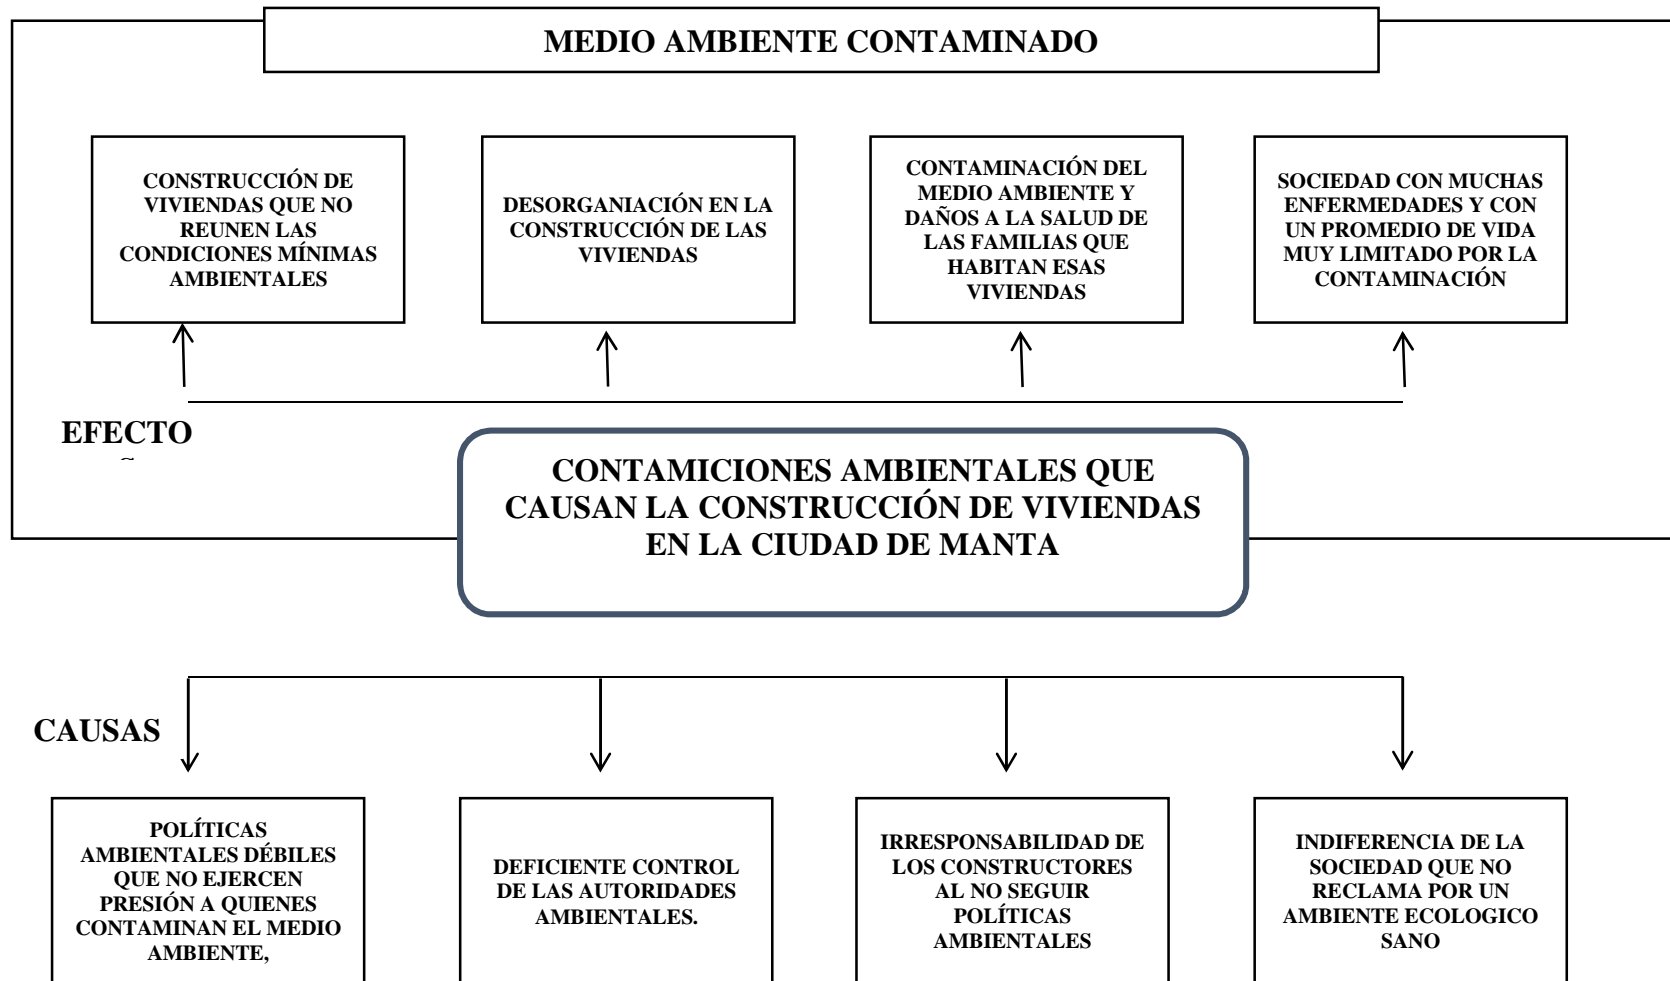 MEDIO AMBIENTE CONTAMINADO
CONSTRUCCIÓN DE
VIVIENDAS QUE NO
REUNEN LAS
CONDICIONES MÍNIMAS
AMBIENTALES
DESORGANIACIÓN EN LA
CONSTRUCCIÓN DE LAS
VIVIENDAS
CONTAMINACIÓN DEL
MEDIO AMBIENTE Y
DAÑOS A LA SALUD DE
LAS FAMILIAS QUE
HABITAN ESAS
VIVIENDAS
SOCIEDAD CON MUCHAS
ENFERMEDADES Y CON
UN PROMEDIO DE VIDA
MUY LIMITADO POR LA
CONTAMINACIÓN
EFECTO
CONTAMICIONES AMBIENTALES QUE
CAUSAN LA CONSTRUCCIÓN DE VIVIENDAS
EN LA CIUDAD DE MANTA
CAUSAS
POLÍTICAS
AMBIENTALES DÉBILES
QUE NO EJERCEN
PRESIÓN A QUIENES
CONTAMINAN EL MEDIO
AMBIENTE,
DEFICIENTE CONTROL
DE LAS AUTORIDADES
AMBIENTALES.
IRRESPONSABILIDAD DE
LOS CONSTRUCTORES
AL NO SEGUIR
POLÍTICAS
AMBIENTALES
INDIFERENCIA DE LA
SOCIEDAD QUE NO
RECLAMA POR UN
AMBIENTE ECOLOGICO
SANO